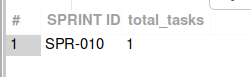 # SPRINT ID total_tasks
1 SPR-010 1